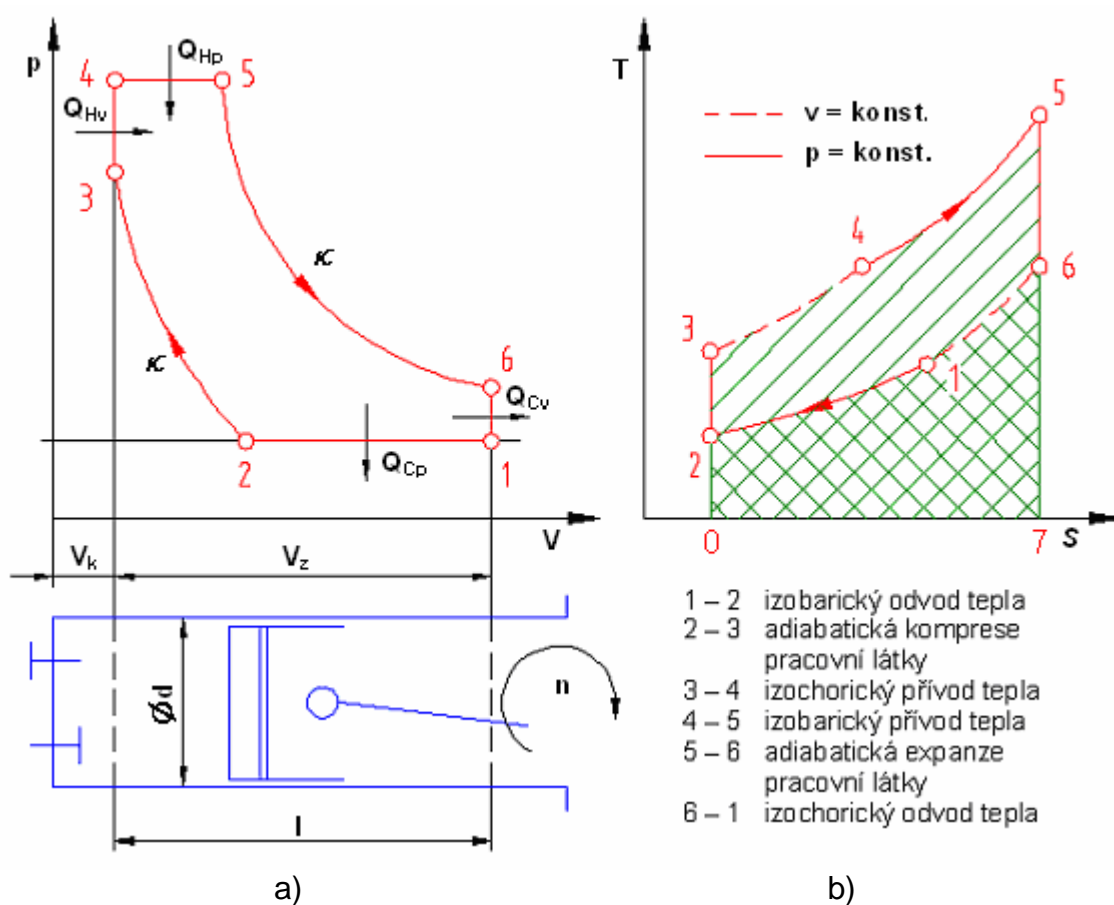 p
4
Q_Hp
5
Q_Hv
3
κ
κ
6
Q_Cv
2
Q_Cp
1
V
V_k
V_z
Ød
n
l
a)
T
v = konst.
p = konst.
5
4
6
3
1
2
0
7
S
1 – 2 izobarický odvod tepla
2 – 3 adiabatická komprese
pracovní látky
3 – 4 izochorický přívod tepla
4 – 5 izobarický přívod tepla
5 – 6 adiabatická expanze
pracovní látky
6 – 1 izochorický odvod tepla
b)